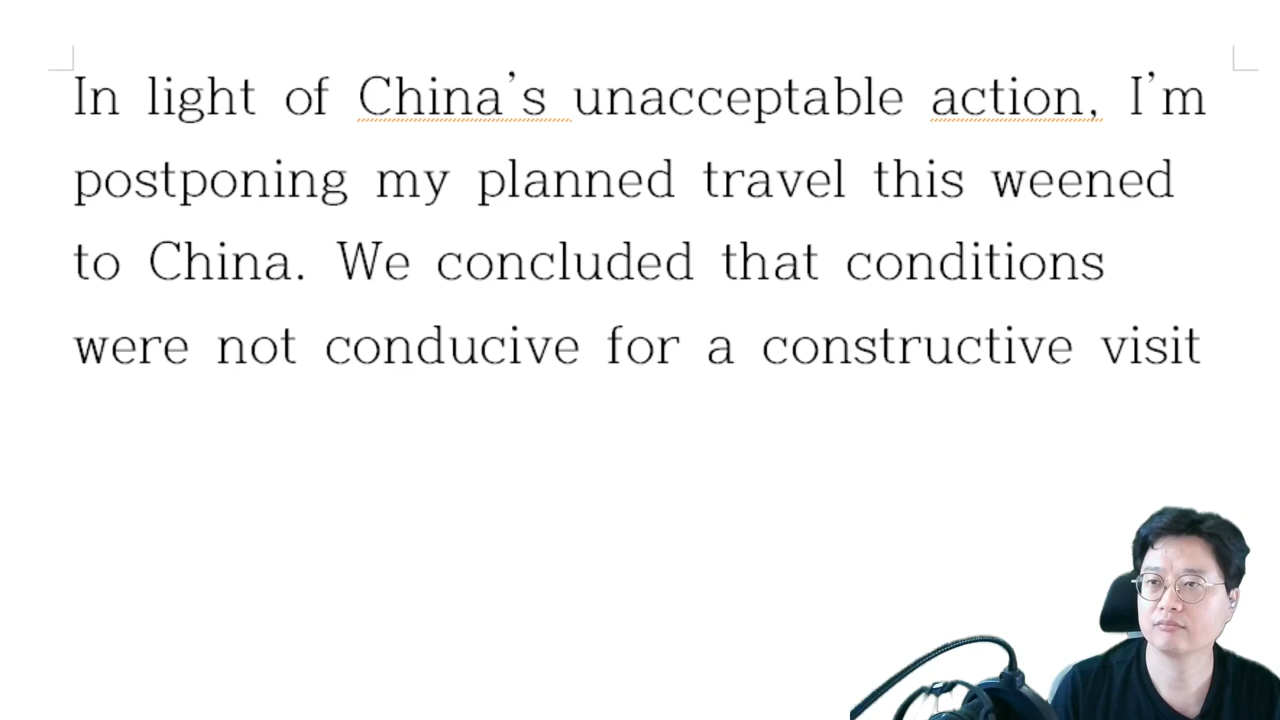 In light of China's unacceptable action, I'm
postponing my planned travel this weened
to China. We concluded that conditions
were not conducive for a constructive visit